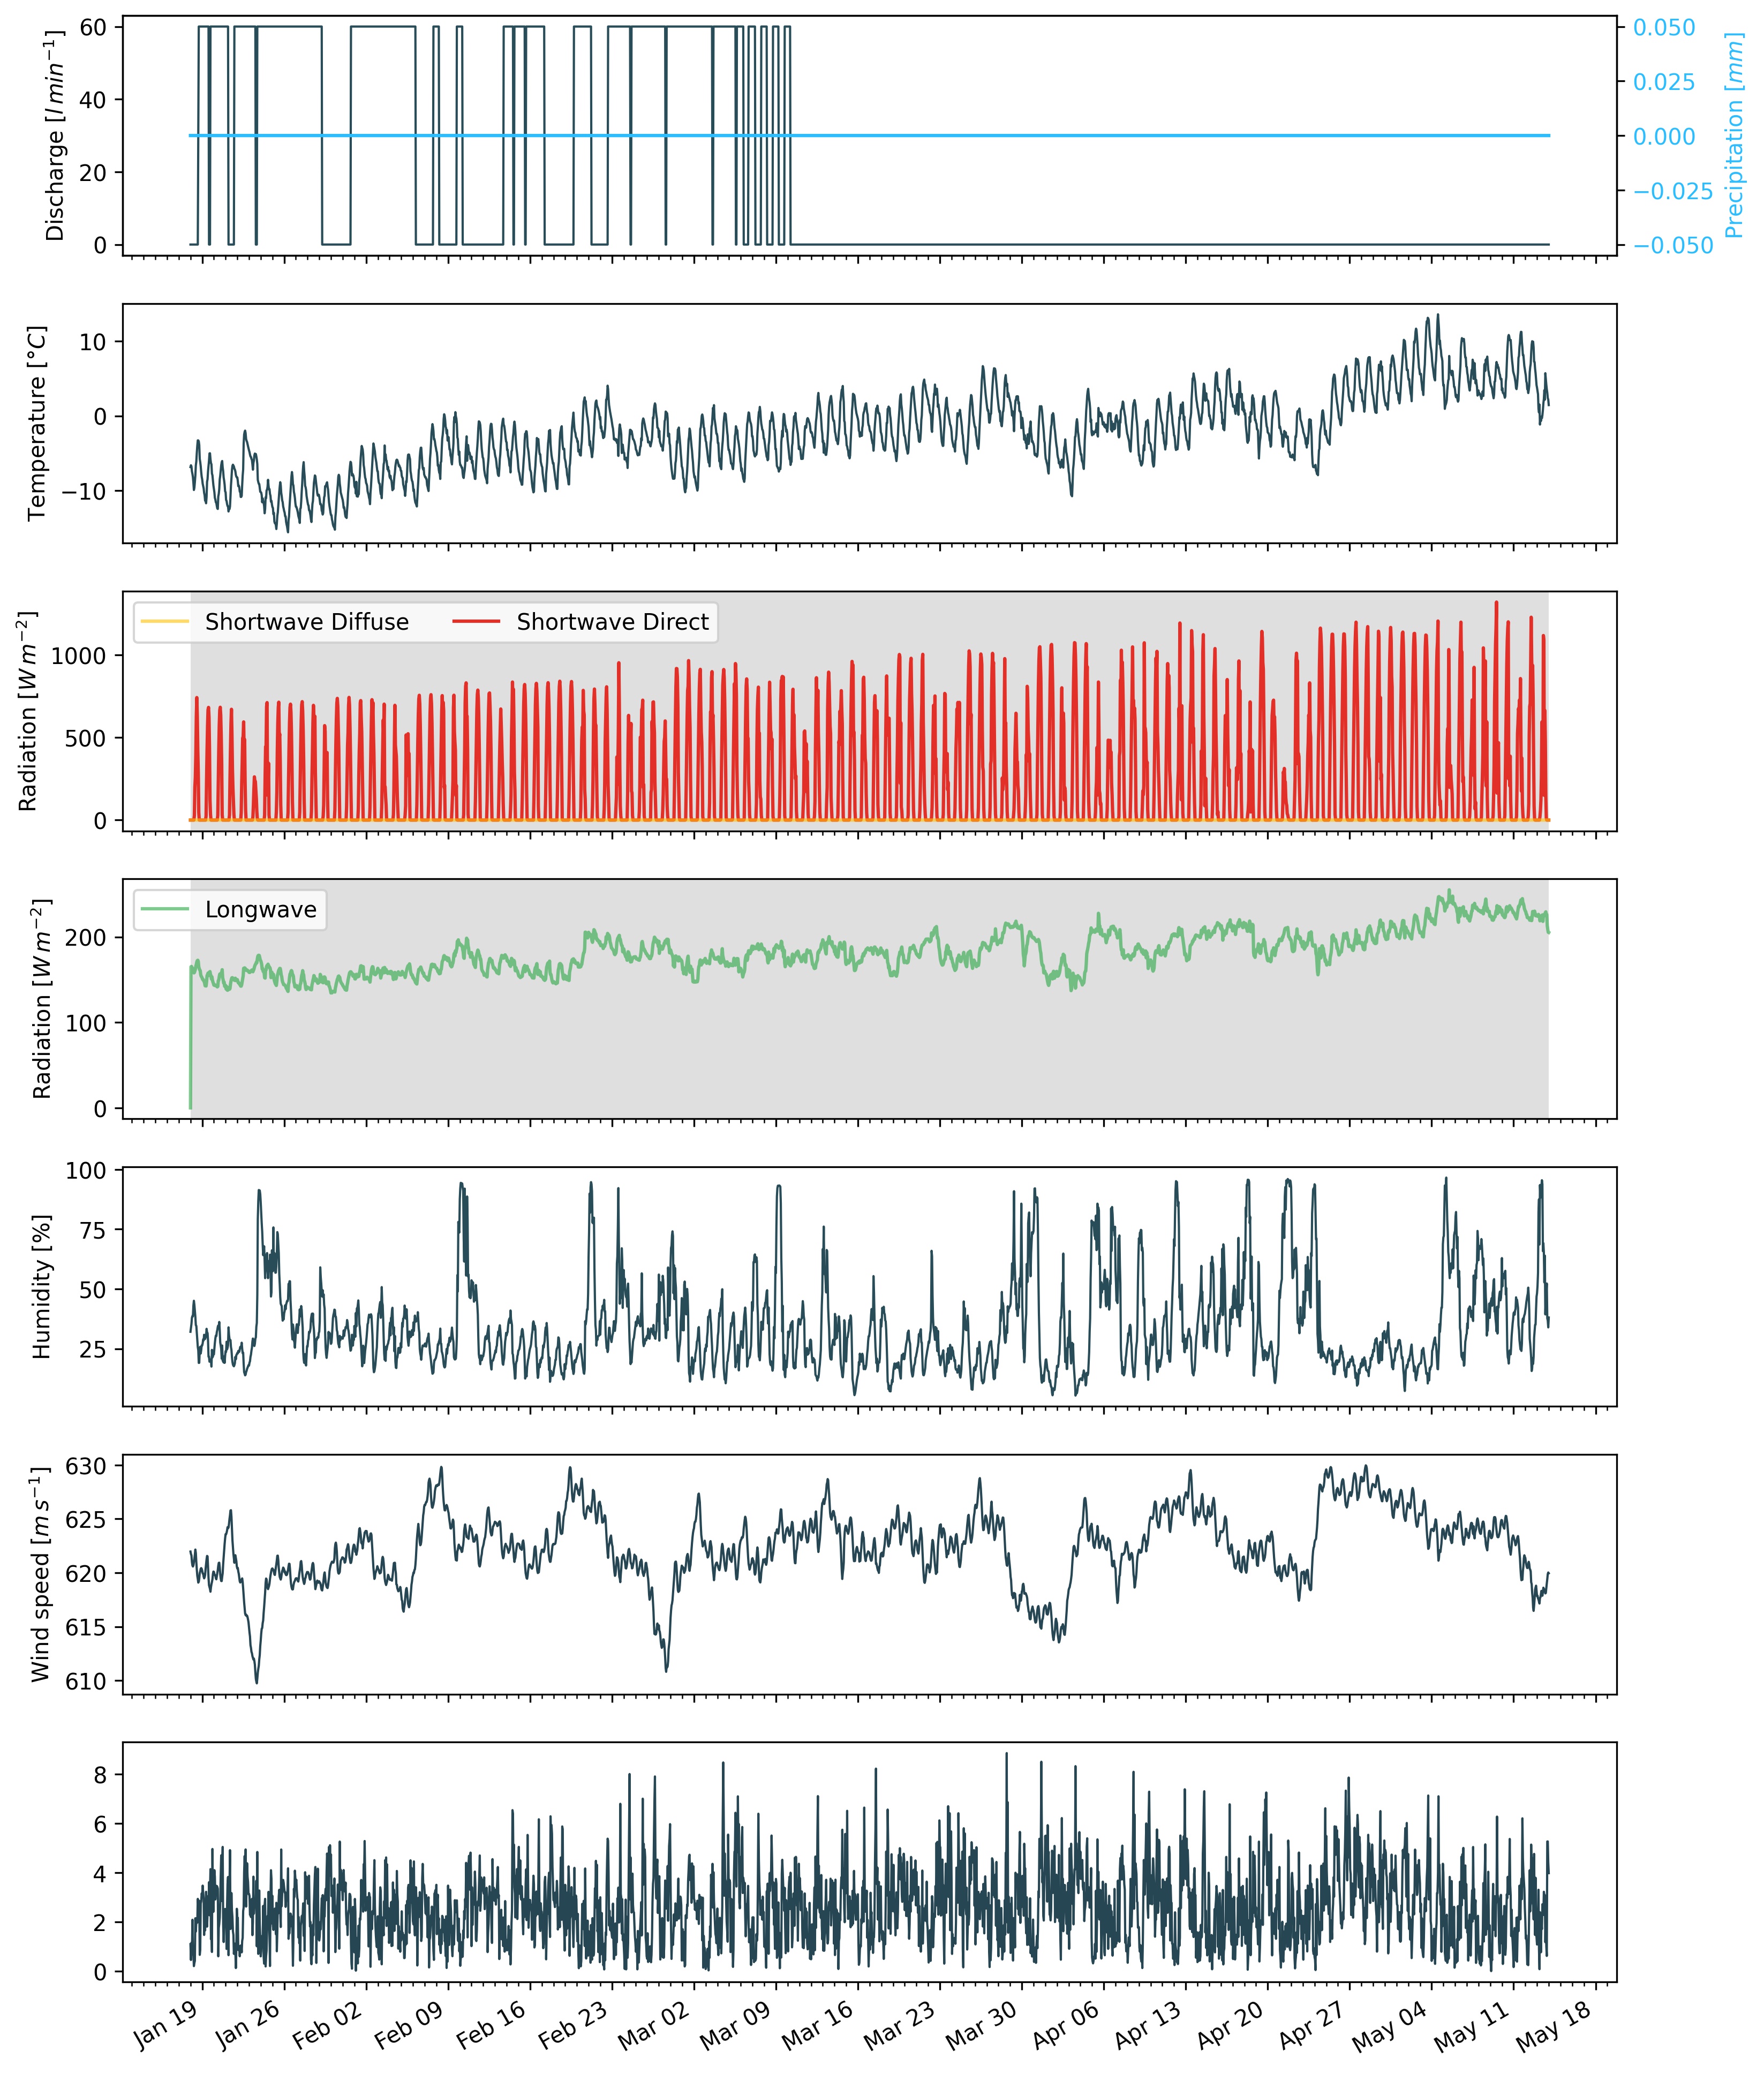 Discharge [l min⁻¹]
60
40
20
0
0.050
0.025
0.000
−0.025
−0.050
Precipitation [mm]
Temperature [°C]
10
0
−10
Radiation [W m⁻²]
1000
500
0
Shortwave Diffuse
Shortwave Direct
Radiation [W m⁻²]
200
100
0
Longwave
Humidity [%]
100
75
50
25
Wind speed [m s⁻¹]
630
625
620
615
610
8
6
4
2
0
Jan 19
Jan 26
Feb 02
Feb 09
Feb 16
Feb 23
Mar 02
Mar 09
Mar 16
Mar 23
Mar 30
Apr 06
Apr 13
Apr 20
Apr 27
May 04
May 11
May 18